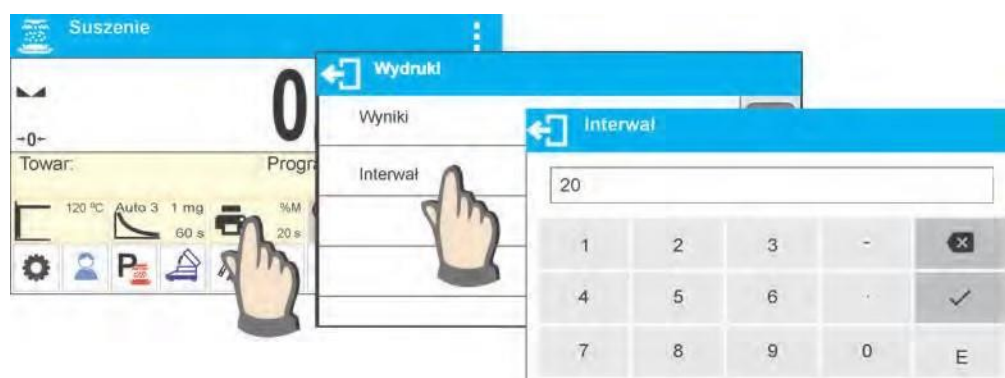 Suszenie
0
→0←
Towar:
Progr
120 °C
Auto 3
1 mg
60 s
%M
20 s
P
Wydruki
Wyniki
Interwał
Interwał
20
1 2 3 -
4 5 6 .
7 8 9 0 E